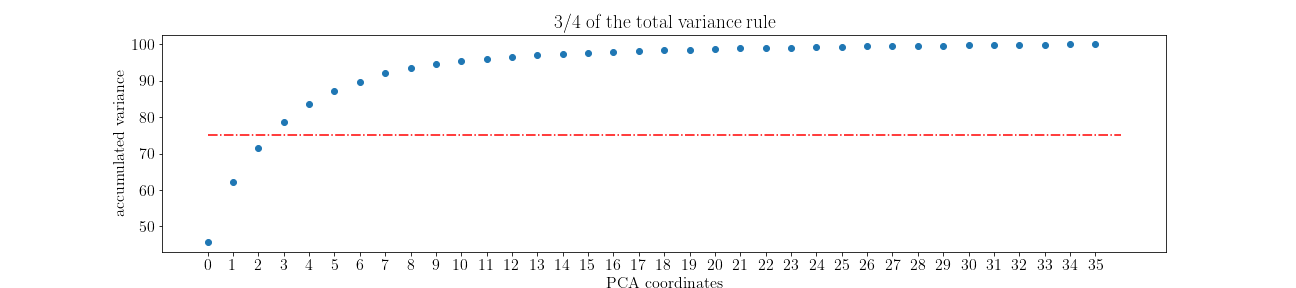 3/4 of the total variance rule
accumulated variance
100
90
80
70
60
50
0 1 2 3 4 5 6 7 8 9 10 11 12 13 14 15 16 17 18 19 20 21 22 23 24 25 26 27 28 29 30 31 32 33 34 35
PCA coordinates